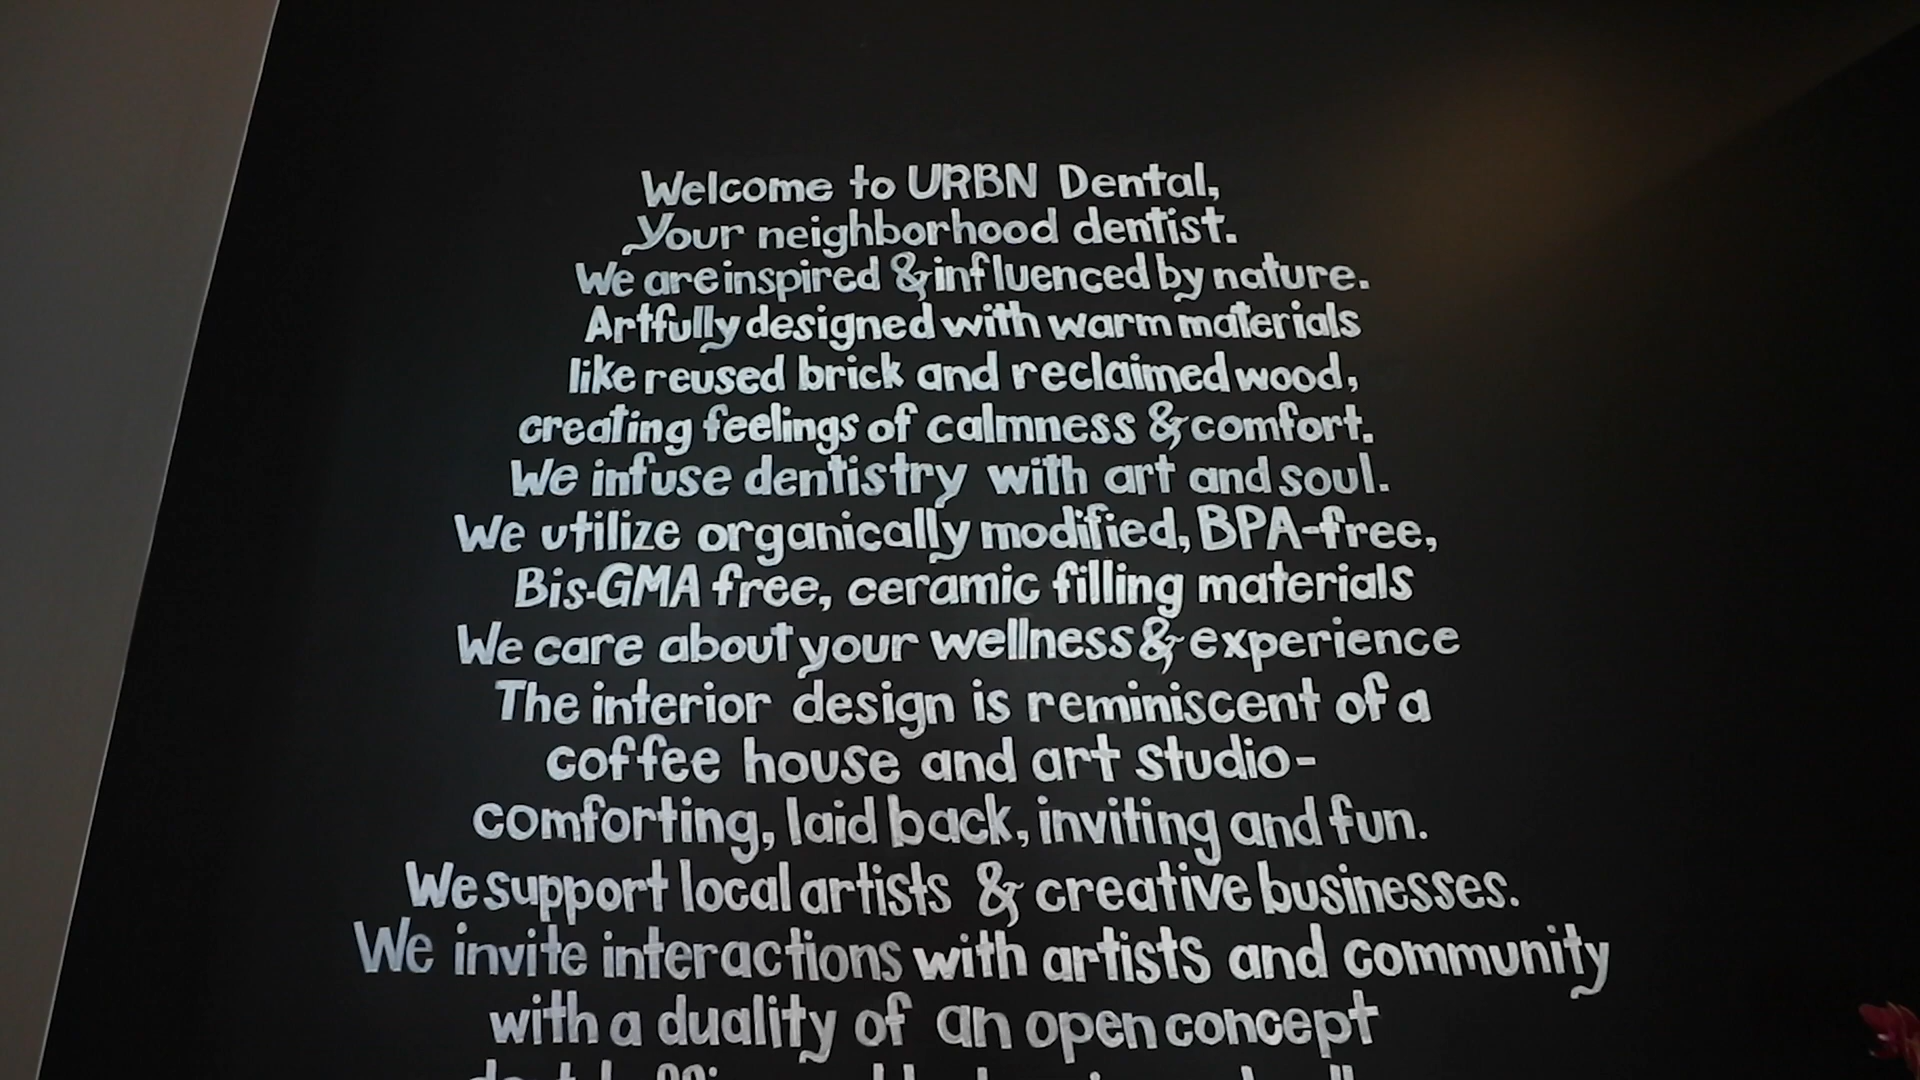 Welcome to URBN Dental,
Your neighborhood dentist.
We are inspired & influenced by nature.
Artfully designed with warm materials
like reused brick and reclaimed wood,
creating feelings of calmness & comfort.
We infuse dentistry with art and soul.
We utilize organically modified, BPA-free,
Bis-GMA free, ceramic filling materials
We care about your wellness & experience
The interior design is reminiscent of a
coffee house and art studio-
comforting, laid back, inviting and fun.
We support local artists & creative businesses.
We invite interactions with artists and community
with a duality of an open concept